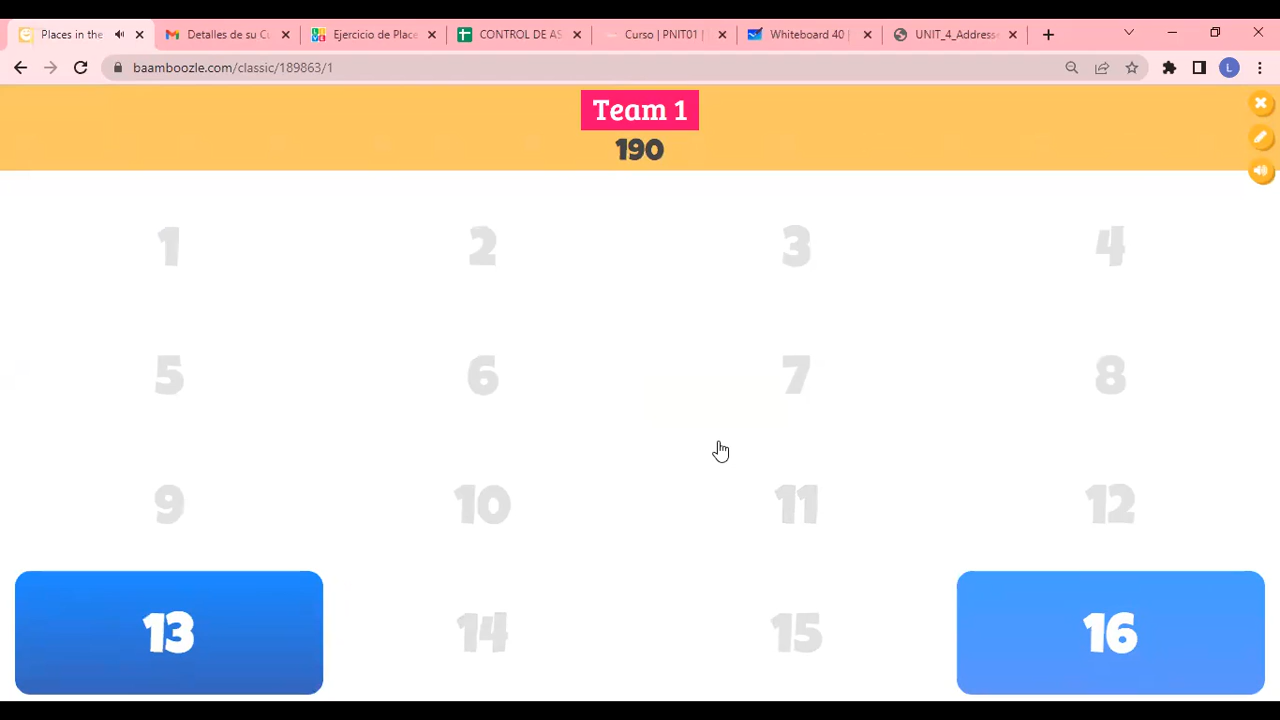 Places in the
Detalles de su Cu
Ejercicio de Place
CONTROL DE AS
Curso | PNIT01 |
Whiteboard 40 |
UNIT_4_Addresse
baamboozle.com/classic/189863/1
L
Team 1
190
1 2 3 4
5 6 7 8
9 10 11 12
13 14 15 16